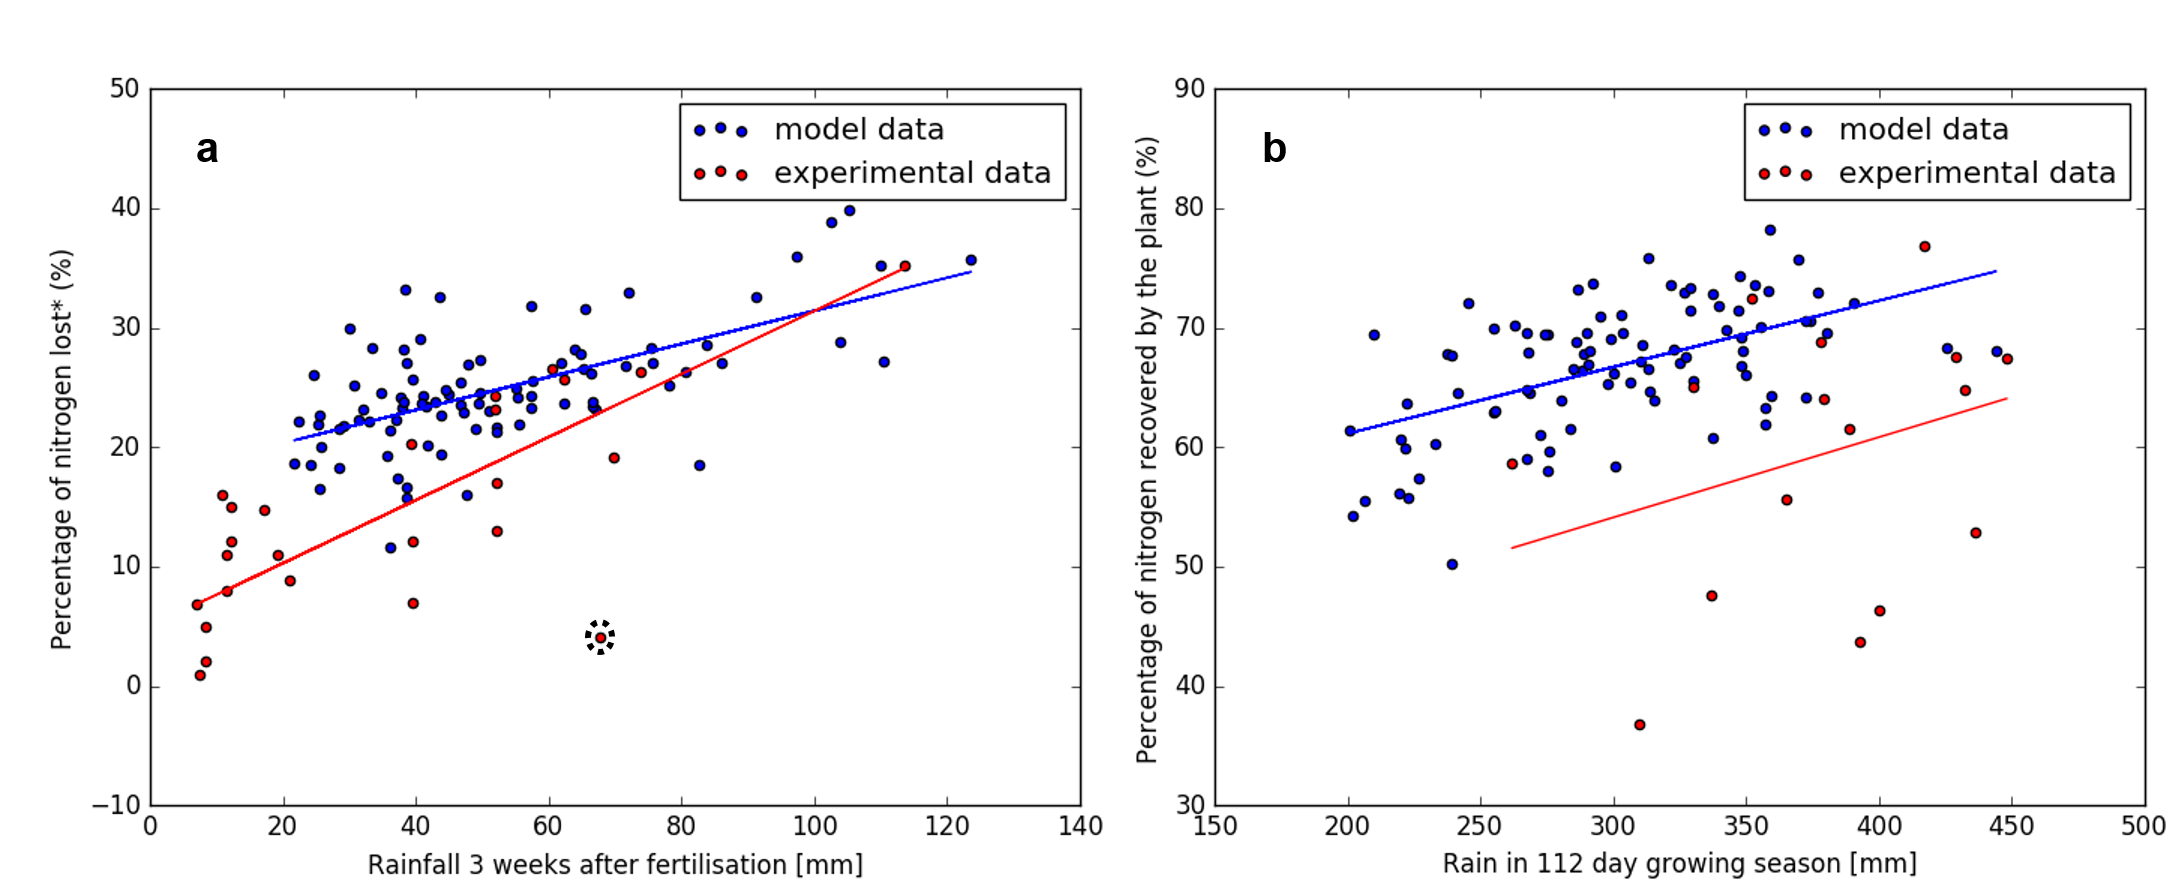 a
model data
experimental data
50
40
30
20
10
0
−10
0 20 40 60 80 100 120 140
Percentage of nitrogen lost* (%)
Rainfall 3 weeks after fertilisation [mm]
b
model data
experimental data
90
80
70
60
50
40
30
150 200 250 300 350 400 450 500
Percentage of nitrogen recovered by the plant (%)
Rain in 112 day growing season [mm]